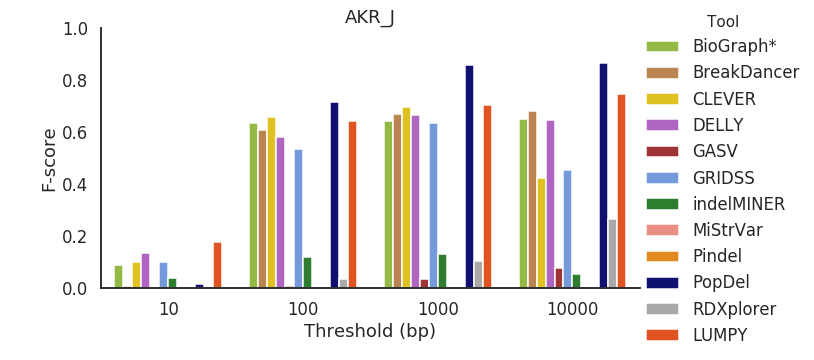 AKR_J
1.0
0.8
0.6
0.4
0.2
0.0
F-score
10 100 1000 10000
Threshold (bp)
Tool
BioGraph*
BreakDancer
CLEVER
DELLY
GASV
GRIDSS
indelMINER
MiStrVar
Pindel
PopDel
RDXplorer
LUMPY